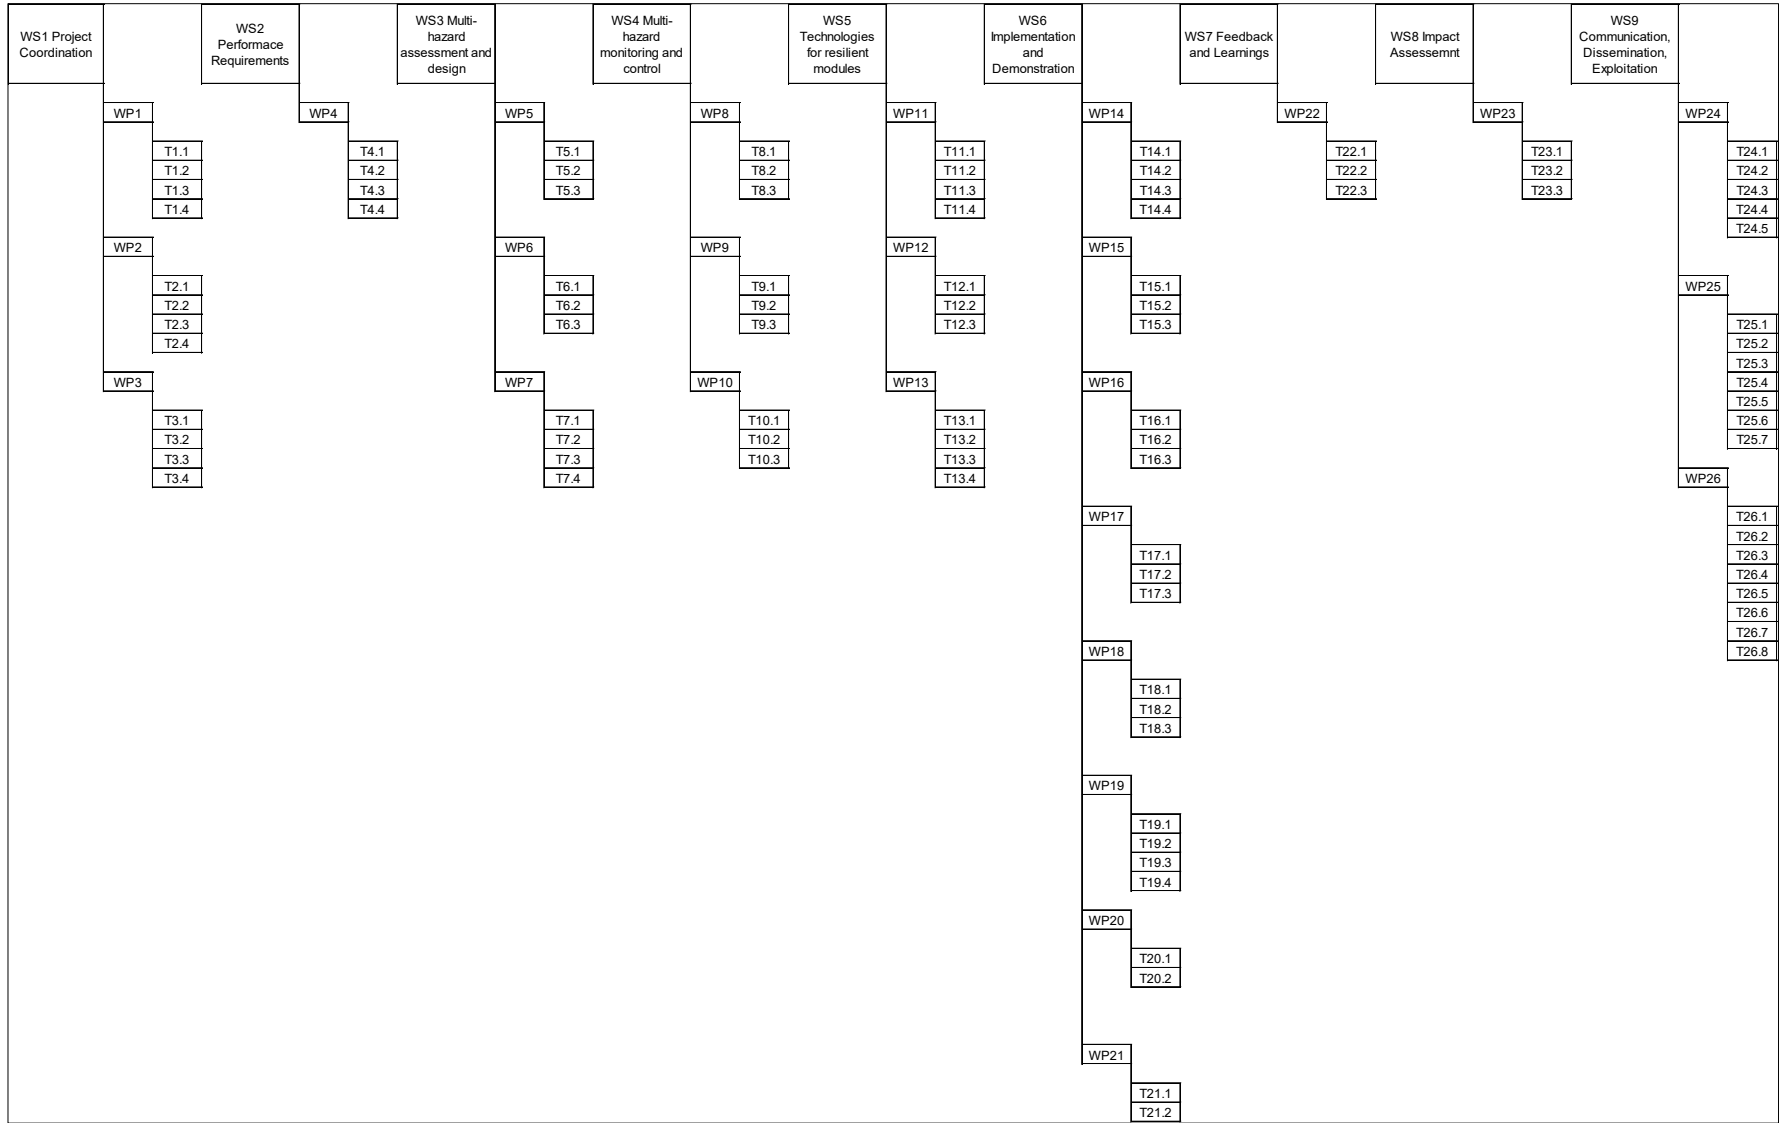 WS1 Project
Coordination
WS2
Performace
Requirements
WS3 Multi-
hazard
assessment and
design
WS4 Multi-
hazard
monitoring and
control
WS5
Technologies
for resilient
modules
WS6
Implementation
and
Demonstration
WS7 Feedback
and Learnings
WS8 Impact
Assessemnt
WS9
Communication,
Dissemination,
Exploitation
WP1
T1.1
T1.2
T1.3
T1.4
WP2
T2.1
T2.2
T2.3
T2.4
WP3
T3.1
T3.2
T3.3
T3.4
WP4
T4.1
T4.2
T4.3
T4.4
WP5
T5.1
T5.2
T5.3
WP6
T6.1
T6.2
T6.3
WP7
T7.1
T7.2
T7.3
T7.4
WP8
T8.1
T8.2
T8.3
WP9
T9.1
T9.2
T9.3
WP10
T10.1
T10.2
T10.3
WP11
T11.1
T11.2
T11.3
T11.4
WP12
T12.1
T12.2
T12.3
WP13
T13.1
T13.2
T13.3
T13.4
WP14
T14.1
T14.2
T14.3
T14.4
WP15
T15.1
T15.2
T15.3
WP16
T16.1
T16.2
T16.3
WP17
T17.1
T17.2
T17.3
WP18
T18.1
T18.2
T18.3
WP19
T19.1
T19.2
T19.3
T19.4
WP20
T20.1
T20.2
WP21
T21.1
T21.2
WP22
T22.1
T22.2
T22.3
WP23
T23.1
T23.2
T23.3
WP24
T24.1
T24.2
T24.3
T24.4
T24.5
WP25
T25.1
T25.2
T25.3
T25.4
T25.5
T25.6
T25.7
WP26
T26.1
T26.2
T26.3
T26.4
T26.5
T26.6
T26.7
T26.8